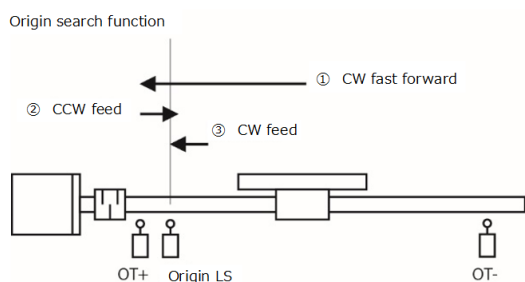 Origin search function
① CW fast forward
② CCW feed
③ CW feed
OT+
Origin LS
OT-